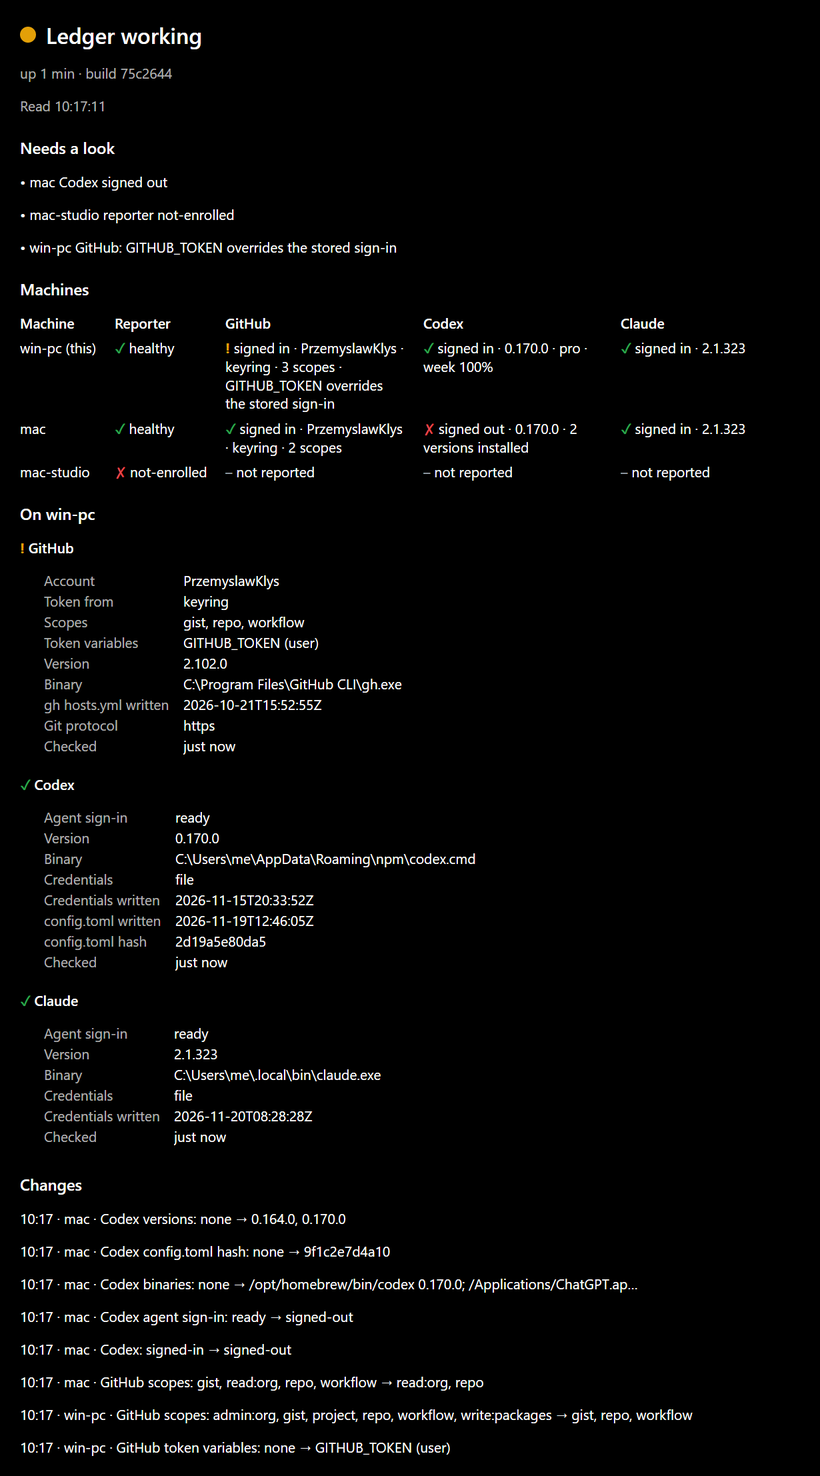 Ledger working
up 1 min · build 75c2644
Read 10:17:11
Needs a look
• mac Codex signed out
• mac-studio reporter not-enrolled
• win-pc GitHub: GITHUB_TOKEN overrides the stored sign-in
Machines
Machine Reporter GitHub Codex Claude
win-pc (this) ✓ healthy ! signed in · PrzemyslawKlys · ✓ signed in · 0.170.0 · pro · ✓ signed in · 2.1.323
keyring · 3 scopes · week 100%
GITHUB_TOKEN overrides
the stored sign-in
mac ✓ healthy ✓ signed in · PrzemyslawKlys ✗ signed out · 0.170.0 · 2 ✓ signed in · 2.1.323
· keyring · 2 scopes versions installed
mac-studio ✗ not-enrolled – not reported – not reported – not reported
On win-pc
! GitHub
Account PrzemyslawKlys
Token from keyring
Scopes gist, repo, workflow
Token variables GITHUB_TOKEN (user)
Version 2.102.0
Binary C:\Program Files\GitHub CLI\gh.exe
gh hosts.yml written 2026-10-21T15:52:55Z
Git protocol https
Checked just now
✓ Codex
Agent sign-in ready
Version 0.170.0
Binary C:\Users\me\AppData\Roaming\npm\codex.cmd
Credentials file
Credentials written 2026-11-15T20:33:52Z
config.toml written 2026-11-19T12:46:05Z
config.toml hash 2d19a5e80da5
Checked just now
✓ Claude
Agent sign-in ready
Version 2.1.323
Binary C:\Users\me\.local\bin\claude.exe
Credentials file
Credentials written 2026-11-20T08:28:28Z
Checked just now
Changes
10:17 · mac · Codex versions: none → 0.164.0, 0.170.0
10:17 · mac · Codex config.toml hash: none → 9f1c2e7d4a10
10:17 · mac · Codex binaries: none → /opt/homebrew/bin/codex 0.170.0; /Applications/ChatGPT.ap...
10:17 · mac · Codex agent sign-in: ready → signed-out
10:17 · mac · Codex: signed-in → signed-out
10:17 · mac · GitHub scopes: gist, read:org, repo, workflow → read:org, repo
10:17 · win-pc · GitHub scopes: admin:org, gist, project, repo, workflow, write:packages → gist, repo, workflow
10:17 · win-pc · GitHub token variables: none → GITHUB_TOKEN (user)